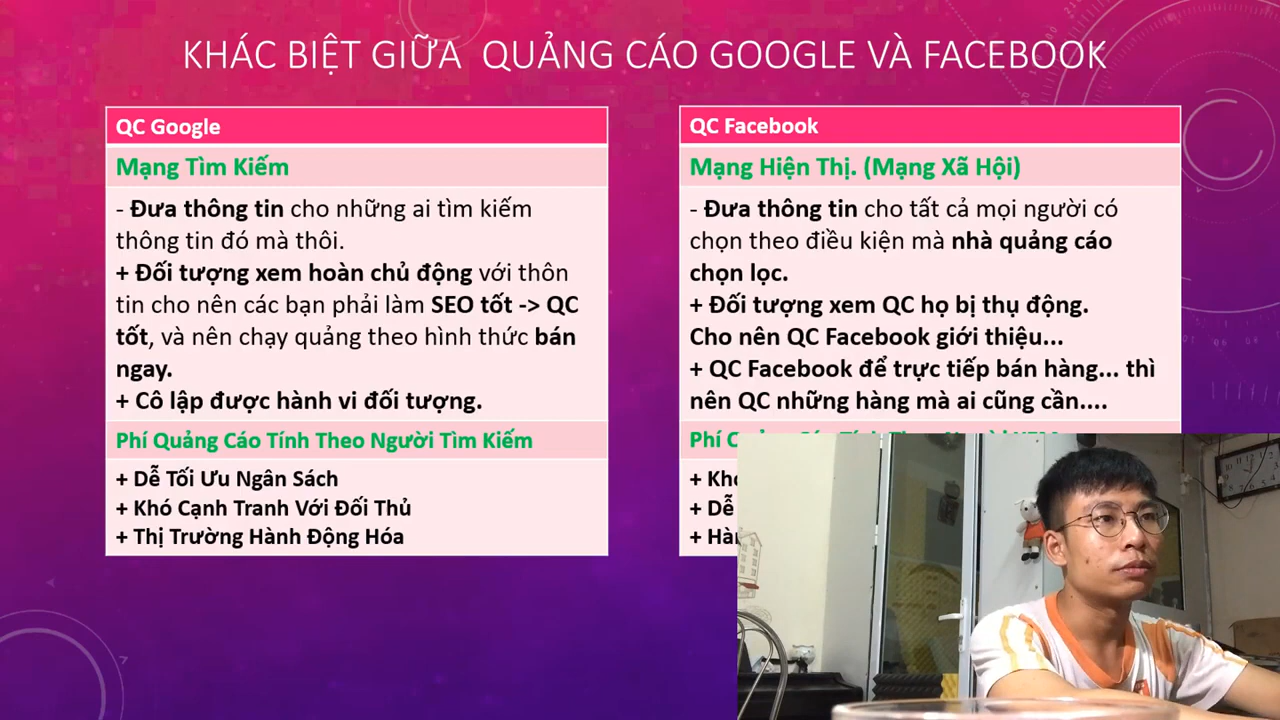 KHÁC BIỆT GIỮA QUẢNG CÁO GOOGLE VÀ FACEBOOK
QC Google
Mạng Tìm Kiếm
- Đưa thông tin cho những ai tìm kiếm
thông tin đó mà thôi.
+ Đối tượng xem hoàn chủ động với thôn
tin cho nên các bạn phải làm SEO tốt -> QC
tốt, và nên chạy quảng theo hình thức bán
ngay.
+ Cô lập được hành vi đối tượng.
Phí Quảng Cáo Tính Theo Người Tìm Kiếm
+ Dễ Tối Ưu Ngân Sách
+ Khó Cạnh Tranh Với Đối Thủ
+ Thị Trường Hành Động Hóa
QC Facebook
Mạng Hiện Thị. (Mạng Xã Hội)
- Đưa thông tin cho tất cả mọi người có
chọn theo điều kiện mà nhà quảng cáo
chọn lọc.
+ Đối tượng xem QC họ bị thụ động.
Cho nên QC Facebook giới thiệu...
+ QC Facebook để trực tiếp bán hàng... thì
nên QC những hàng mà ai cũng cần....
Phí
+ Dễ